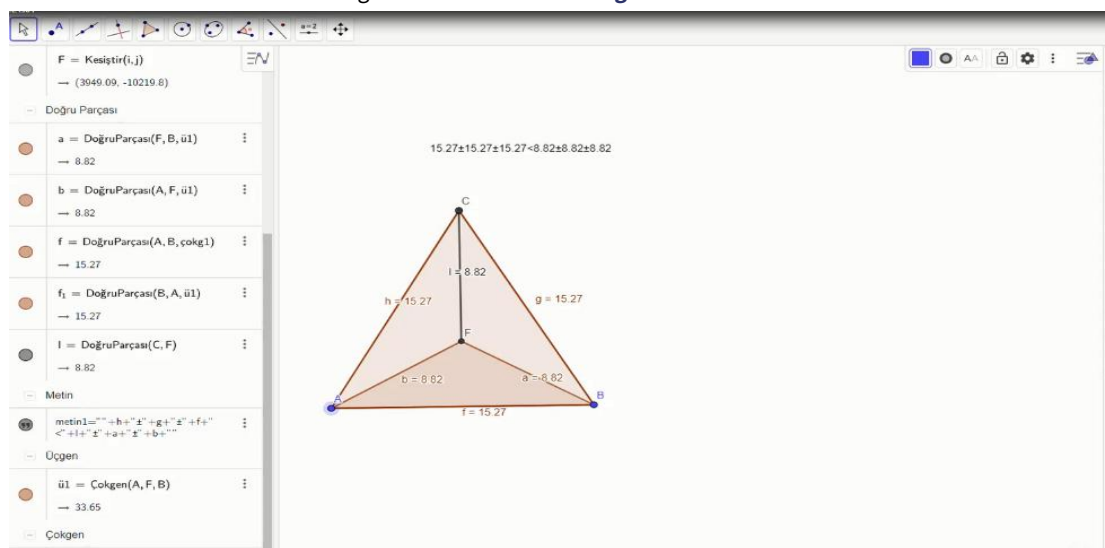 a=2
F = Kesiştir(i, j)
→ (3949.09, -10219.8)
Doğru Parçası
a = DoğruParçası(F, B, ü1)
→ 8.82
b = DoğruParçası(A, F, ü1)
→ 8.82
f = DoğruParçası(A, B, çokg1)
→ 15.27
f₁ = DoğruParçası(B, A, ü1)
→ 15.27
l = DoğruParçası(C, F)
→ 8.82
Metin
metin1=""+h+"±"+g+"±"+f+"
<"+l+"±"+a+"±"+b+""
Üçgen
ü1 = Çokgen(A, F, B)
→ 33.65
Çokgen
AA
15.27±15.27±15.27<8.82±8.82±8.82
C
l = 8.82
h = 15.27
g = 15.27
F
b = 8.82
a = 8.82
A
B
f = 15.27